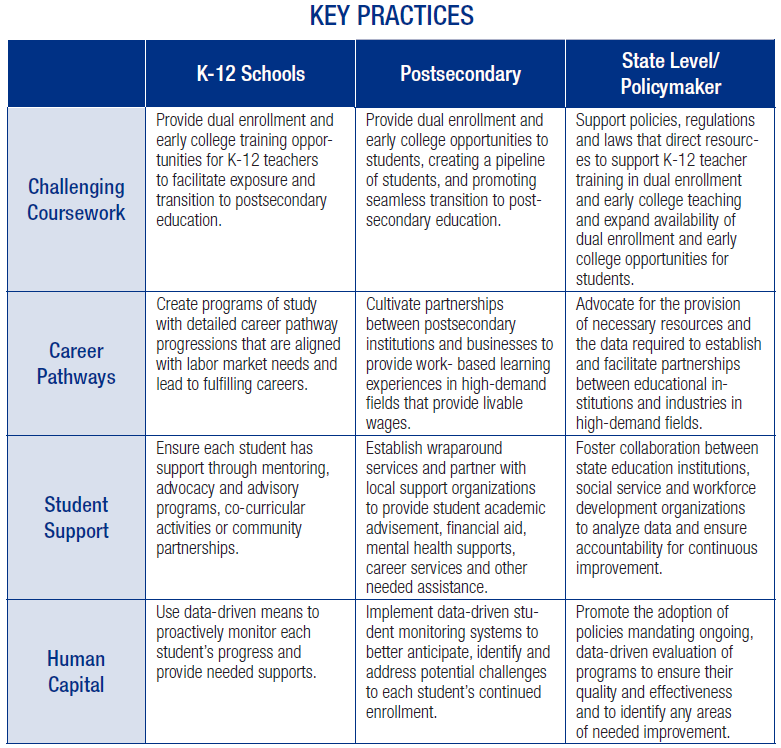 KEY PRACTICES
K-12 Schools
Postsecondary
State Level/
Policymaker
Challenging
Coursework
Provide dual enrollment and
early college training oppor-
tunities for K-12 teachers
to facilitate exposure and
transition to postsecondary
education.
Provide dual enrollment and
early college opportunities to
students, creating a pipeline
of students, and promoting
seamless transition to post-
secondary education.
Support policies, regulations
and laws that direct resourc-
es to support K-12 teacher
training in dual enrollment
and early college teaching
and expand availability of
dual enrollment and early
college opportunities for
students.
Career
Pathways
Create programs of study
with detailed career pathway
progressions that are aligned
with labor market needs and
lead to fulfilling careers.
Cultivate partnerships
between postsecondary
institutions and businesses to
provide work- based learning
experiences in high-demand
fields that provide livable
wages.
Advocate for the provision
of necessary resources and
the data required to establish
and facilitate partnerships
between educational in-
stitutions and industries in
high-demand fields.
Student
Support
Ensure each student has
support through mentoring,
advocacy and advisory
programs, co-curricular
activities or community
partnerships.
Establish wraparound
services and partner with
local support organizations
to provide student academic
advisement, financial aid,
mental health supports,
career services and other
needed assistance.
Foster collaboration between
state education institutions,
social service and workforce
development organizations
to analyze data and ensure
accountability for continuous
improvement.
Human
Capital
Use data-driven means to
proactively monitor each
student's progress and
provide needed supports.
Implement data-driven stu-
dent monitoring systems to
better anticipate, identify and
address potential challenges
to each student's continued
enrollment.
Promote the adoption of
policies mandating ongoing,
data-driven evaluation of
programs to ensure their
quality and effectiveness
and to identify any areas
of needed improvement.